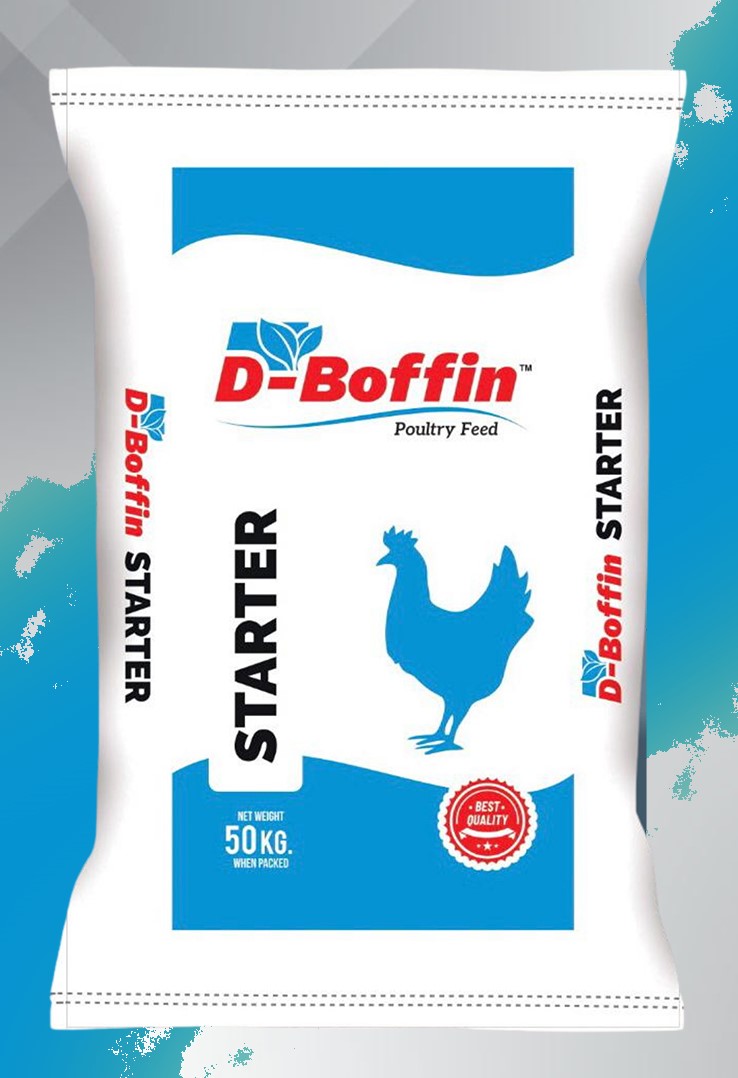 D-Boffin™
Poultry Feed
STARTER
D-Boffin STARTER
D-Boffin STARTER
NET WEIGHT
50 KG.
WHEN PACKED
• BEST •
QUALITY